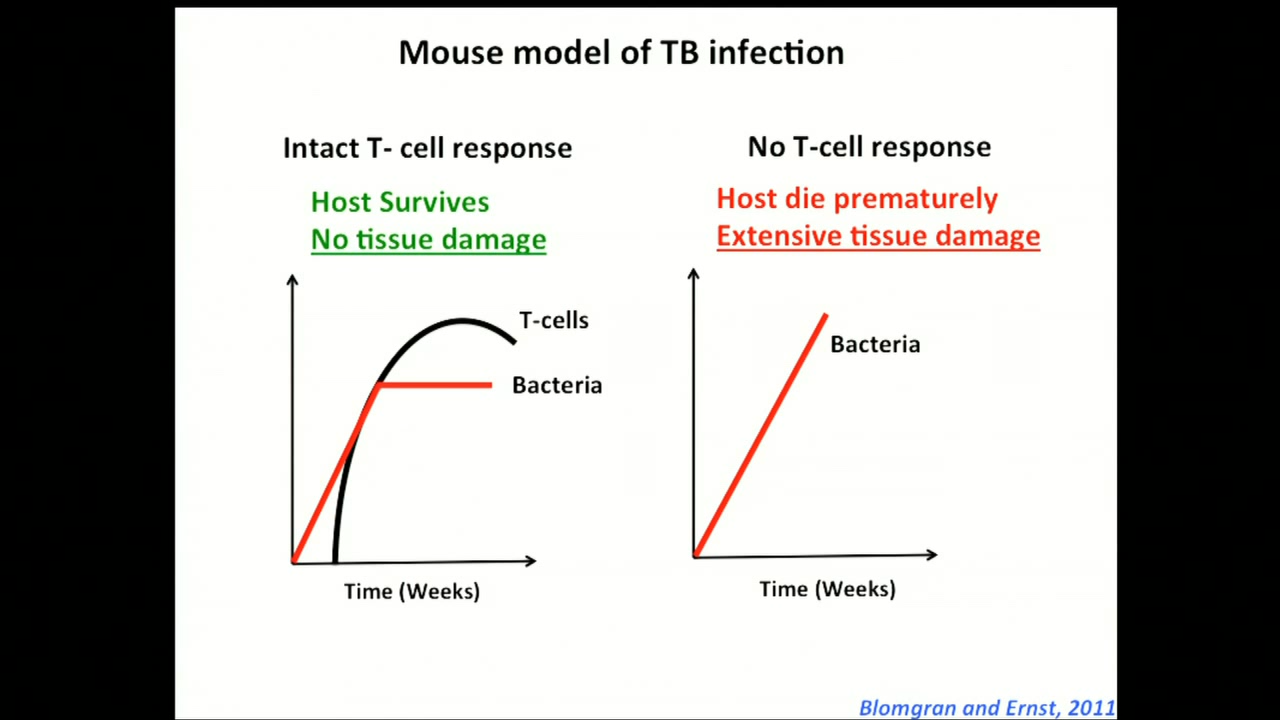 Mouse model of TB infection
Intact T- cell response
Host Survives
No tissue damage
T-cells
Bacteria
Time (Weeks)
No T-cell response
Host die prematurely
Extensive tissue damage
Bacteria
Time (Weeks)
Blomgran and Ernst, 2011